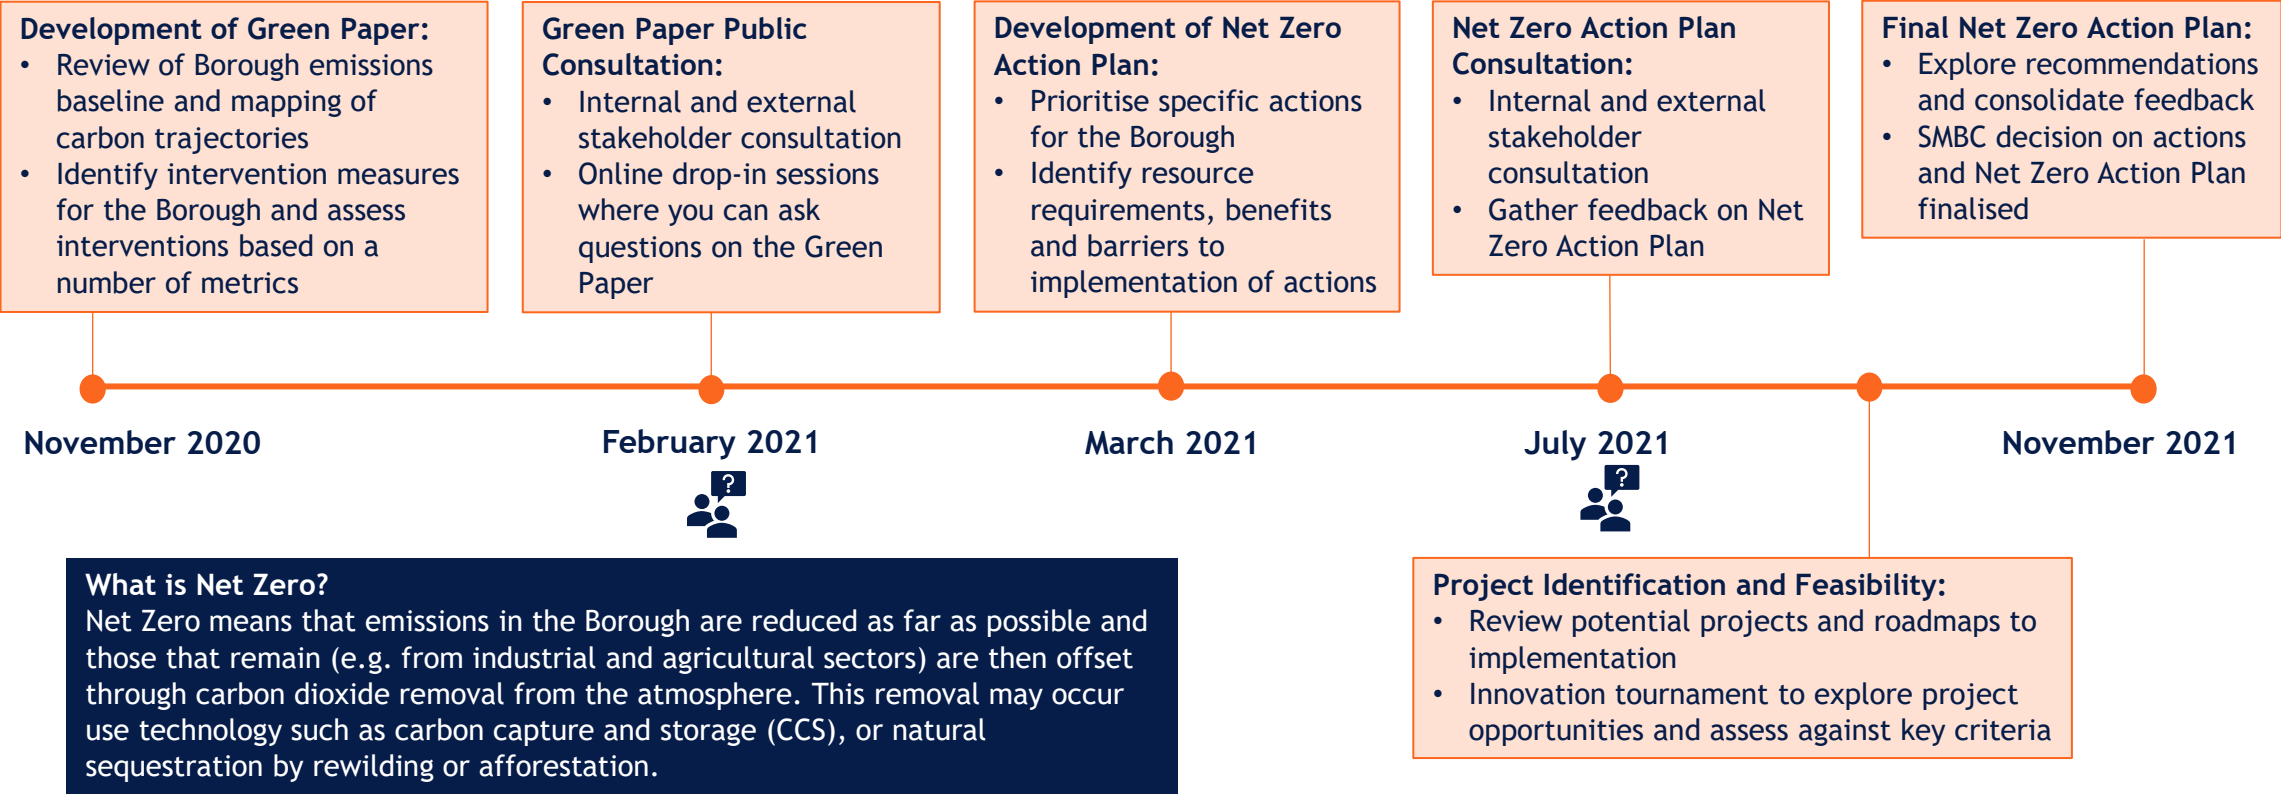 Development of Green Paper:
• Review of Borough emissions
baseline and mapping of
carbon trajectories
• Identify intervention measures
for the Borough and assess
interventions based on a
number of metrics
Green Paper Public
Consultation:
• Internal and external
stakeholder consultation
• Online drop-in sessions
where you can ask
questions on the Green
Paper
Development of Net Zero
Action Plan:
• Prioritise specific actions
for the Borough
• Identify resource
requirements, benefits
and barriers to
implementation of actions
Net Zero Action Plan
Consultation:
• Internal and external
stakeholder
consultation
• Gather feedback on Net
Zero Action Plan
Final Net Zero Action Plan:
• Explore recommendations
and consolidate feedback
• SMBC decision on actions
and Net Zero Action Plan
finalised
November 2020
February 2021
March 2021
July 2021
November 2021
?
?
What is Net Zero?
Net Zero means that emissions in the Borough are reduced as far as possible and
those that remain (e.g. from industrial and agricultural sectors) are then offset
through carbon dioxide removal from the atmosphere. This removal may occur
use technology such as carbon capture and storage (CCS), or natural
sequestration by rewilding or afforestation.
Project Identification and Feasibility:
• Review potential projects and roadmaps to
implementation
• Innovation tournament to explore project
opportunities and assess against key criteria